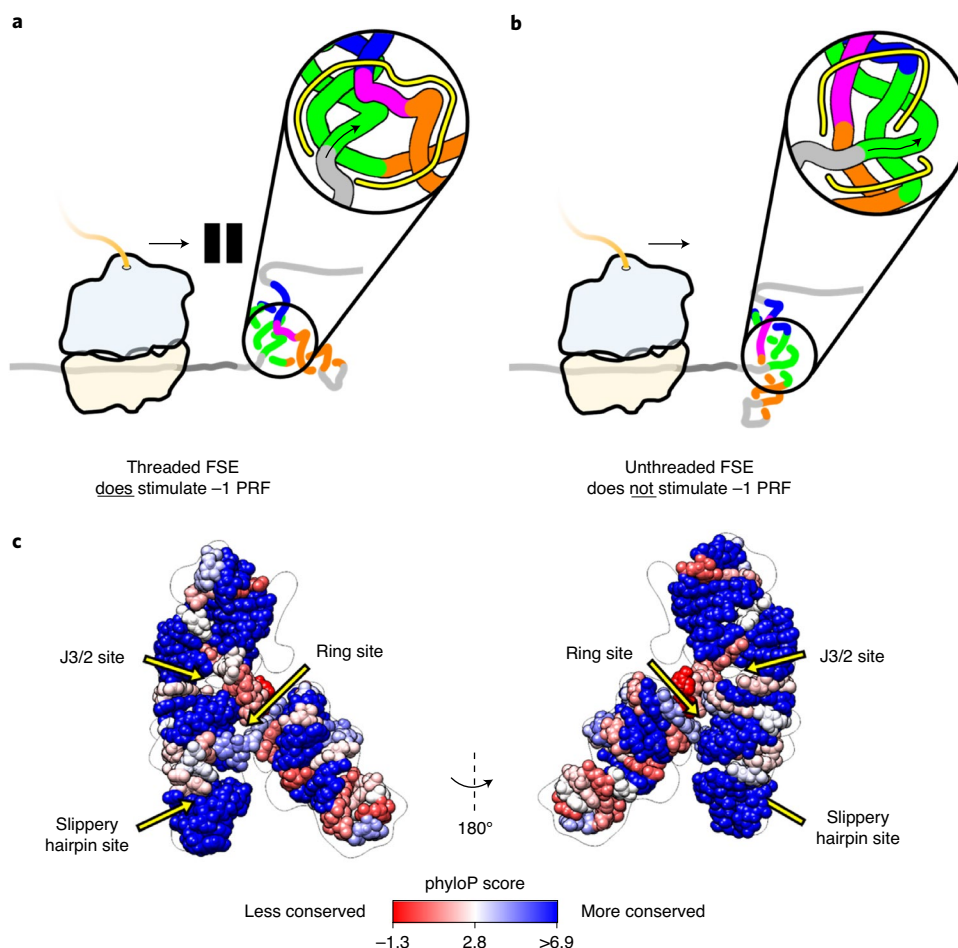 a
b
Threaded FSE
does stimulate –1 PRF
Unthreaded FSE
does not stimulate –1 PRF
c
J3/2 site
Ring site
Slippery
hairpin site
180°
Ring site
J3/2 site
Slippery
hairpin site
phyloP score
Less conserved
More conserved
–1.3
2.8
>6.9